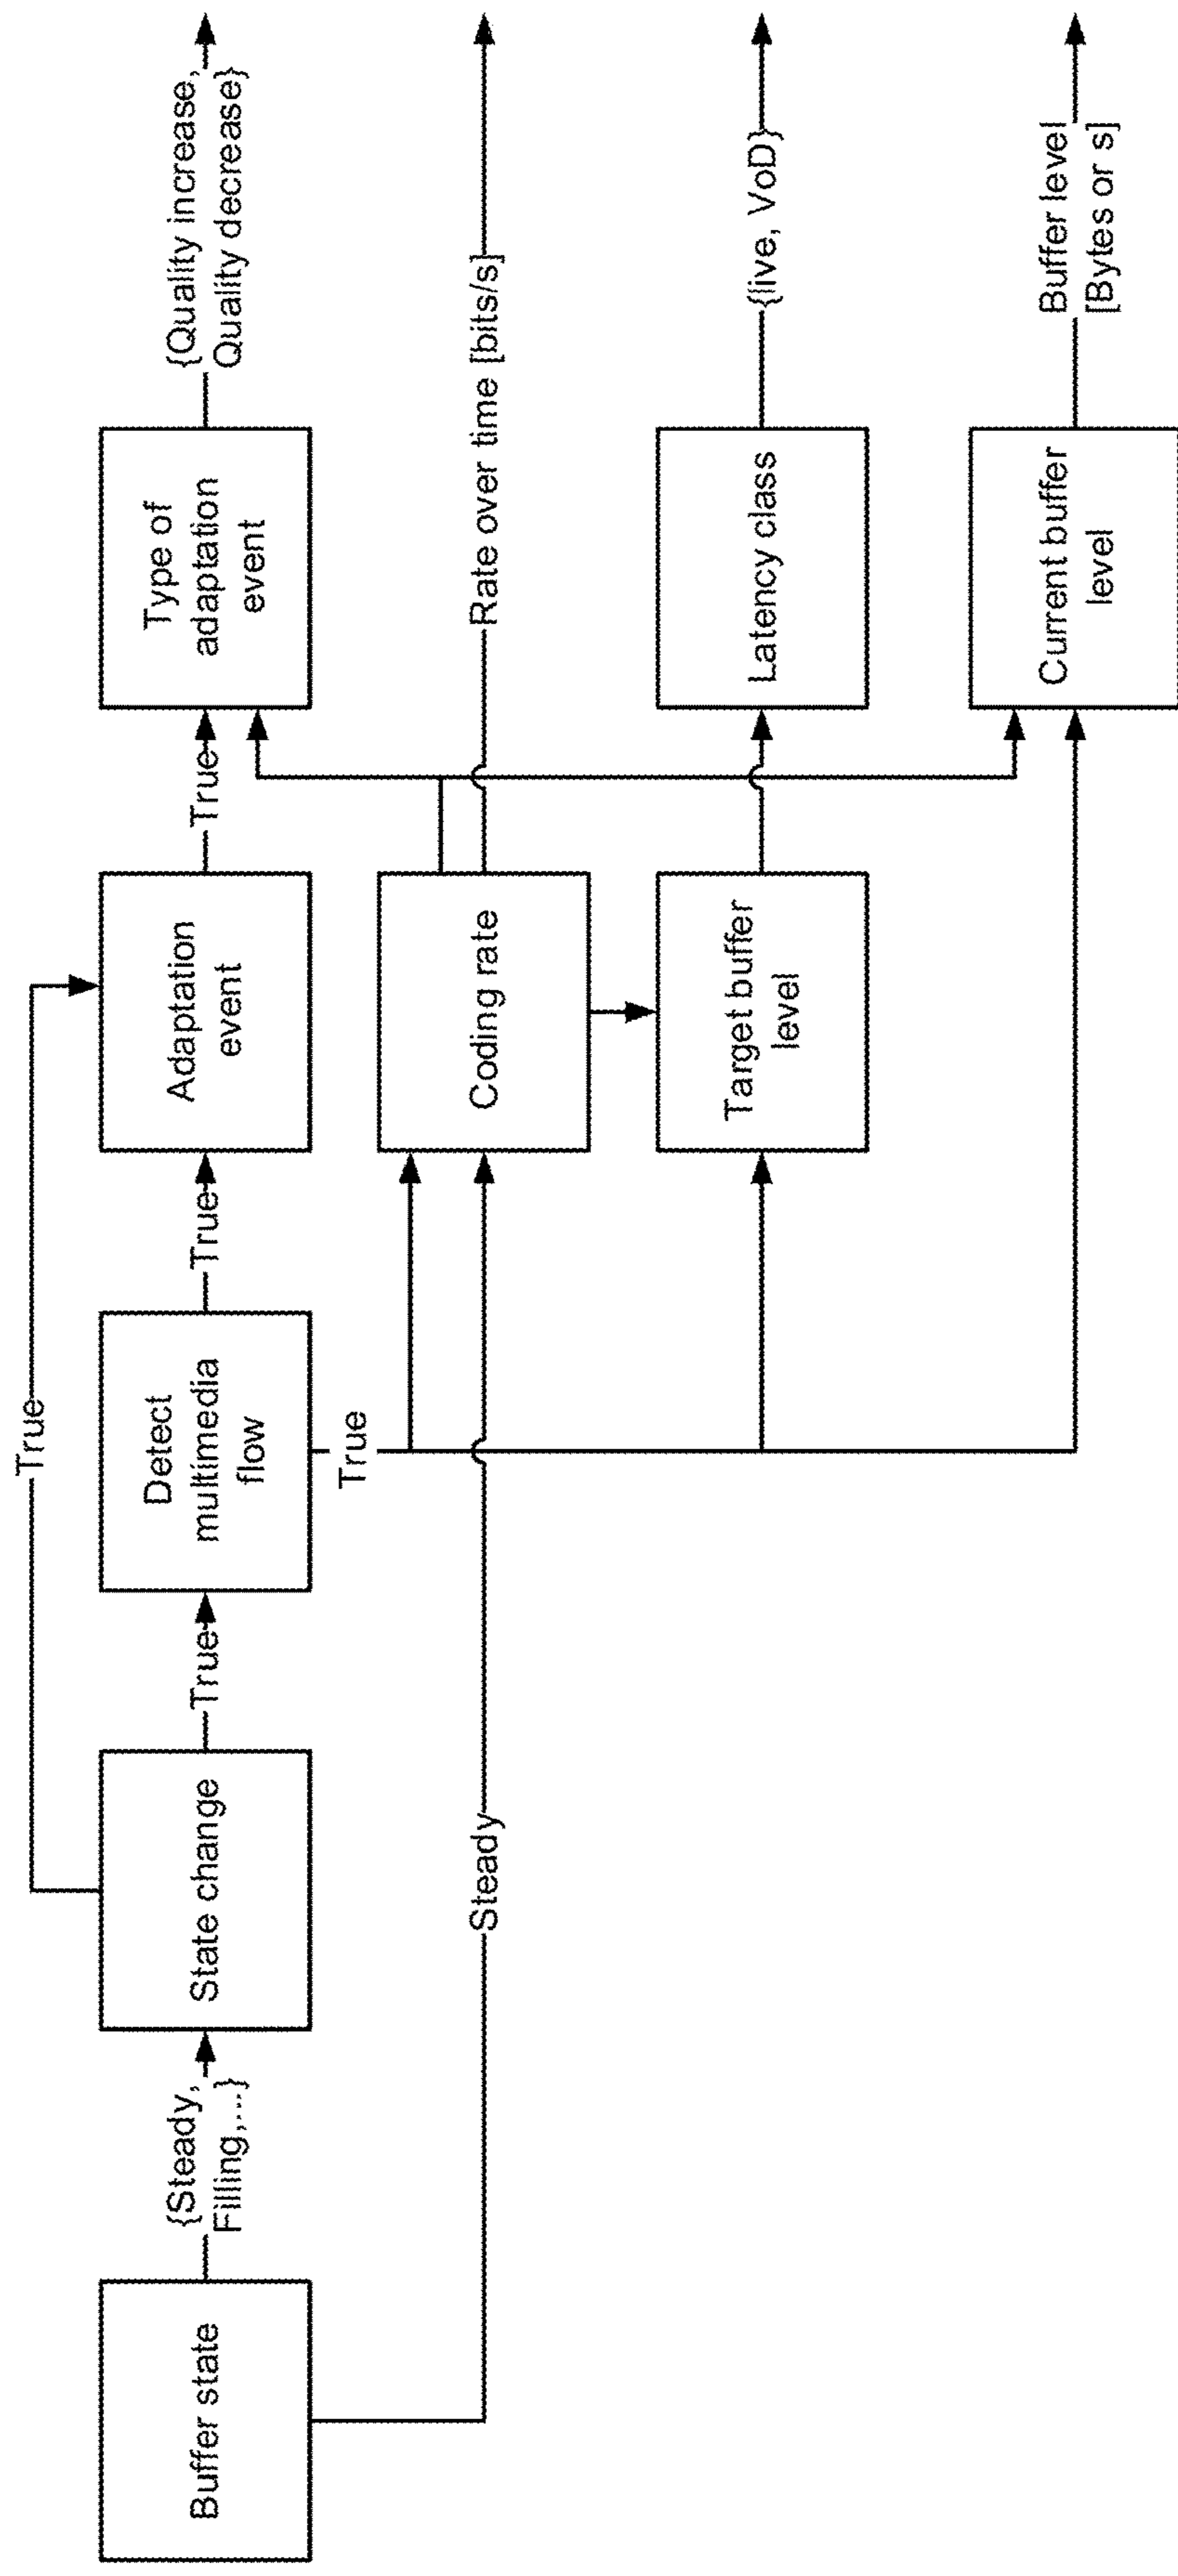 Buffer state
{Steady,
Filling,...}
State change
True
True
Detect
multimedia
flow
True
True
Adaptation
event
True
Type of
adaptation
event
{Quality increase,
Quality decrease}
Steady
Coding rate
Rate over time [bits/s]
Target buffer
level
Latency class
{live, VoD}
Current buffer
level
Buffer level
[Bytes or s]